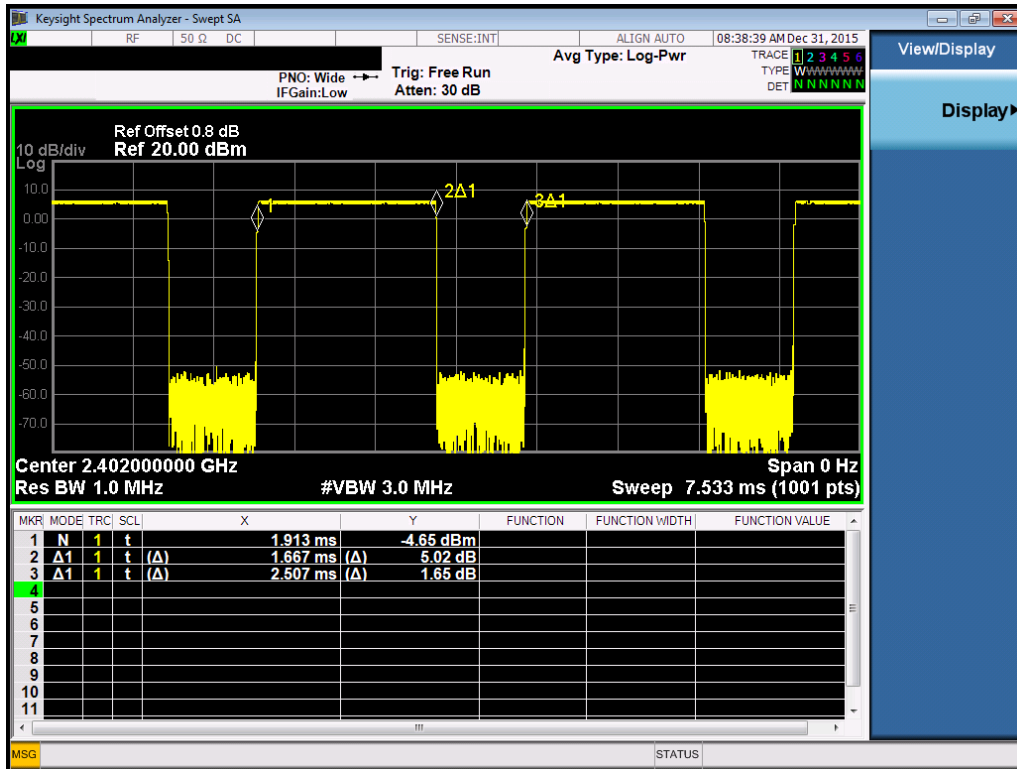 Keysight Spectrum Analyzer - Swept SA
LXI RF 50 Ω DC SENSE:INT ALIGN AUTO 08:38:39 AM Dec 31, 2015
View/Display
Display
Avg Type: Log-Pwr
TRACE 1 2 3 4 5 6
PNO: Wide Trig: Free Run
TYPE WWWWWW
IFGain:Low Atten: 30 dB
DET N N N N N N
Ref Offset 0.8 dB
10 dB/div Ref 20.00 dBm
Log
10.0
0.00
-10.0
-20.0
-30.0
-40.0
-50.0
-60.0
-70.0
1
2Δ1
3Δ1
Center 2.402000000 GHz Span 0 Hz
Res BW 1.0 MHz #VBW 3.0 MHz Sweep 7.533 ms (1001 pts)
MKR MODE TRC SCL X Y FUNCTION FUNCTION WIDTH FUNCTION VALUE
1 N 1 t 1.913 ms -4.65 dBm
2 Δ1 1 t (Δ) 1.667 ms (Δ) 5.02 dB
3 Δ1 1 t (Δ) 2.507 ms (Δ) 1.65 dB
4
5
6
7
8
9
10
11
MSG STATUS